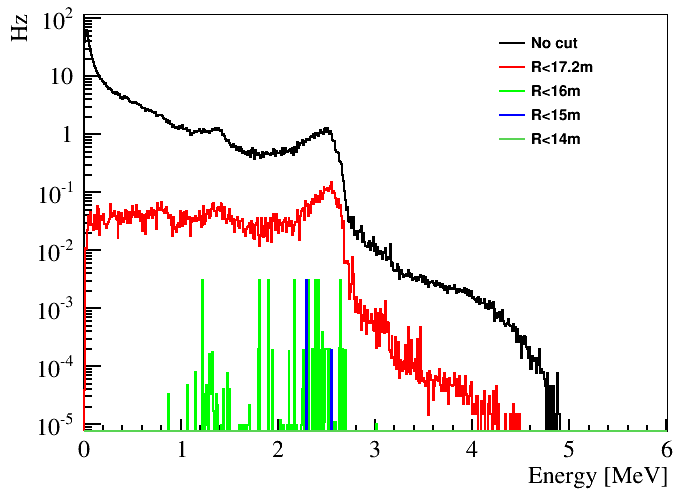 Hz
10²
10
1
10⁻¹
10⁻²
10⁻³
10⁻⁴
10⁻⁵
No cut
R<17.2m
R<16m
R<15m
R<14m
0 1 2 3 4 5 6
Energy [MeV]